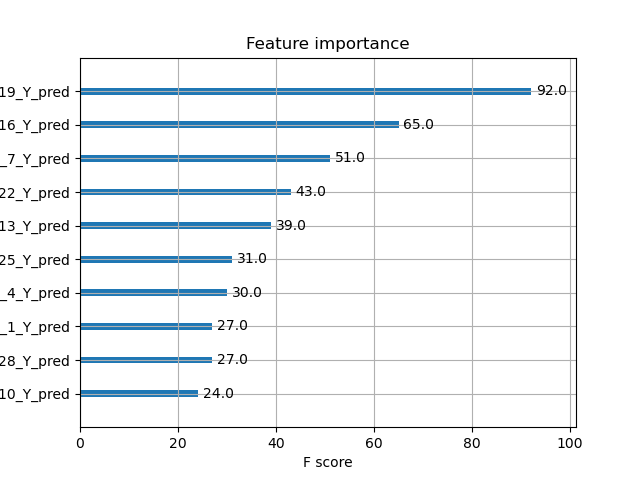 Feature importance
19_Y_pred 92.0
16_Y_pred 65.0
_7_Y_pred 51.0
22_Y_pred 43.0
13_Y_pred 39.0
25_Y_pred 31.0
_4_Y_pred 30.0
_1_Y_pred 27.0
28_Y_pred 27.0
10_Y_pred 24.0
0 20 40 60 80 100
F score